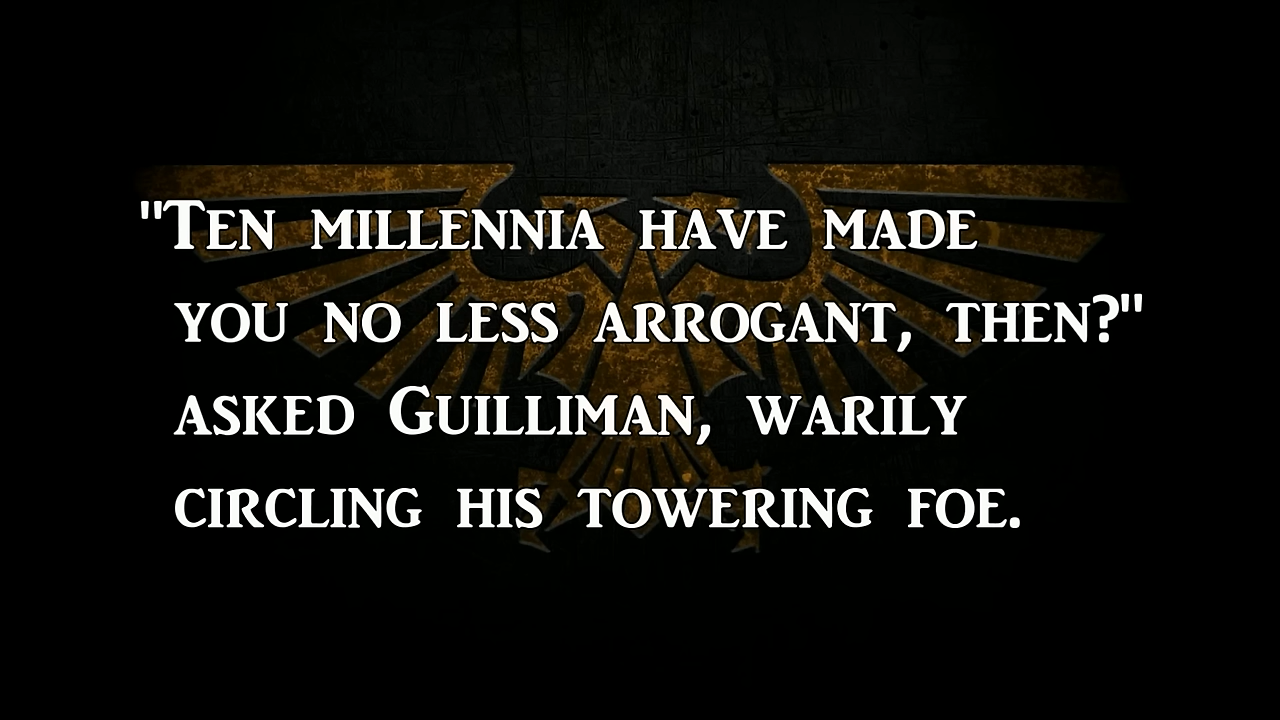 "Ten millennia have made
you no less arrogant, then?"
asked Guilliman, warily
circling his towering foe.